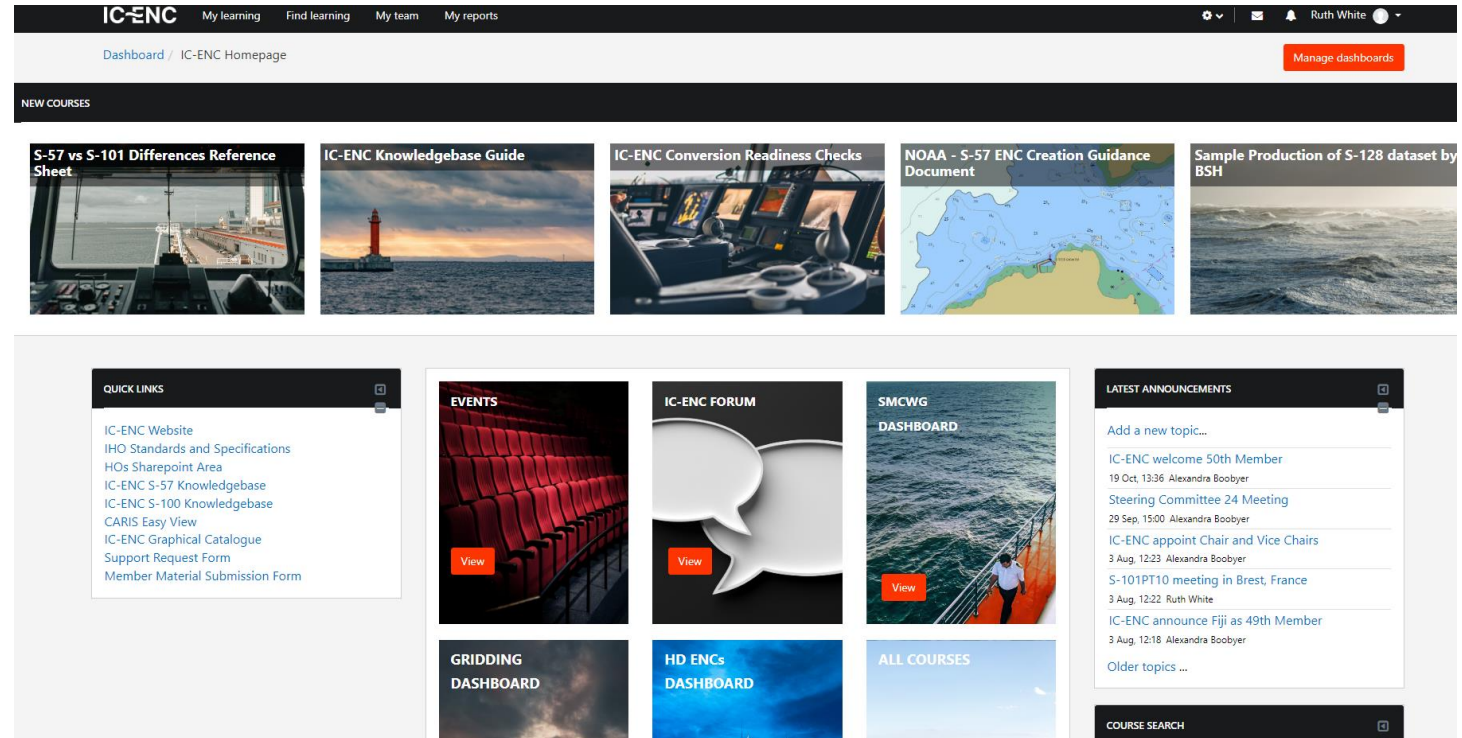 IC-ENC My learning Find learning My team My reports Ruth White
Dashboard / IC-ENC Homepage
Manage dashboards
NEW COURSES
S-57 vs S-101 Differences Reference
Sheet
IC-ENC Knowledgebase Guide
IC-ENC Conversion Readiness Checks
NOAA - S-57 ENC Creation Guidance
Document
Sample Production of S-128 dataset by
BSH
QUICK LINKS
IC-ENC Website
IHO Standards and Specifications
HOs Sharepoint Area
IC-ENC S-57 Knowledgebase
IC-ENC S-100 Knowledgebase
CARIS Easy View
IC-ENC Graphical Catalogue
Support Request Form
Member Material Submission Form
EVENTS
View
IC-ENC FORUM
View
SMCWG
DASHBOARD
View
GRIDDING
DASHBOARD
HD ENCs
DASHBOARD
ALL COURSES
LATEST ANNOUNCEMENTS
Add a new topic...
IC-ENC welcome 50th Member
19 Oct, 13:36 Alexandra Boobyer
Steering Committee 24 Meeting
29 Sep, 15:00 Alexandra Boobyer
IC-ENC appoint Chair and Vice Chairs
3 Aug, 12:23 Alexandra Boobyer
S-101PT10 meeting in Brest, France
3 Aug, 12:22 Ruth White
IC-ENC announce Fiji as 49th Member
3 Aug, 12:18 Alexandra Boobyer
Older topics ...
COURSE SEARCH